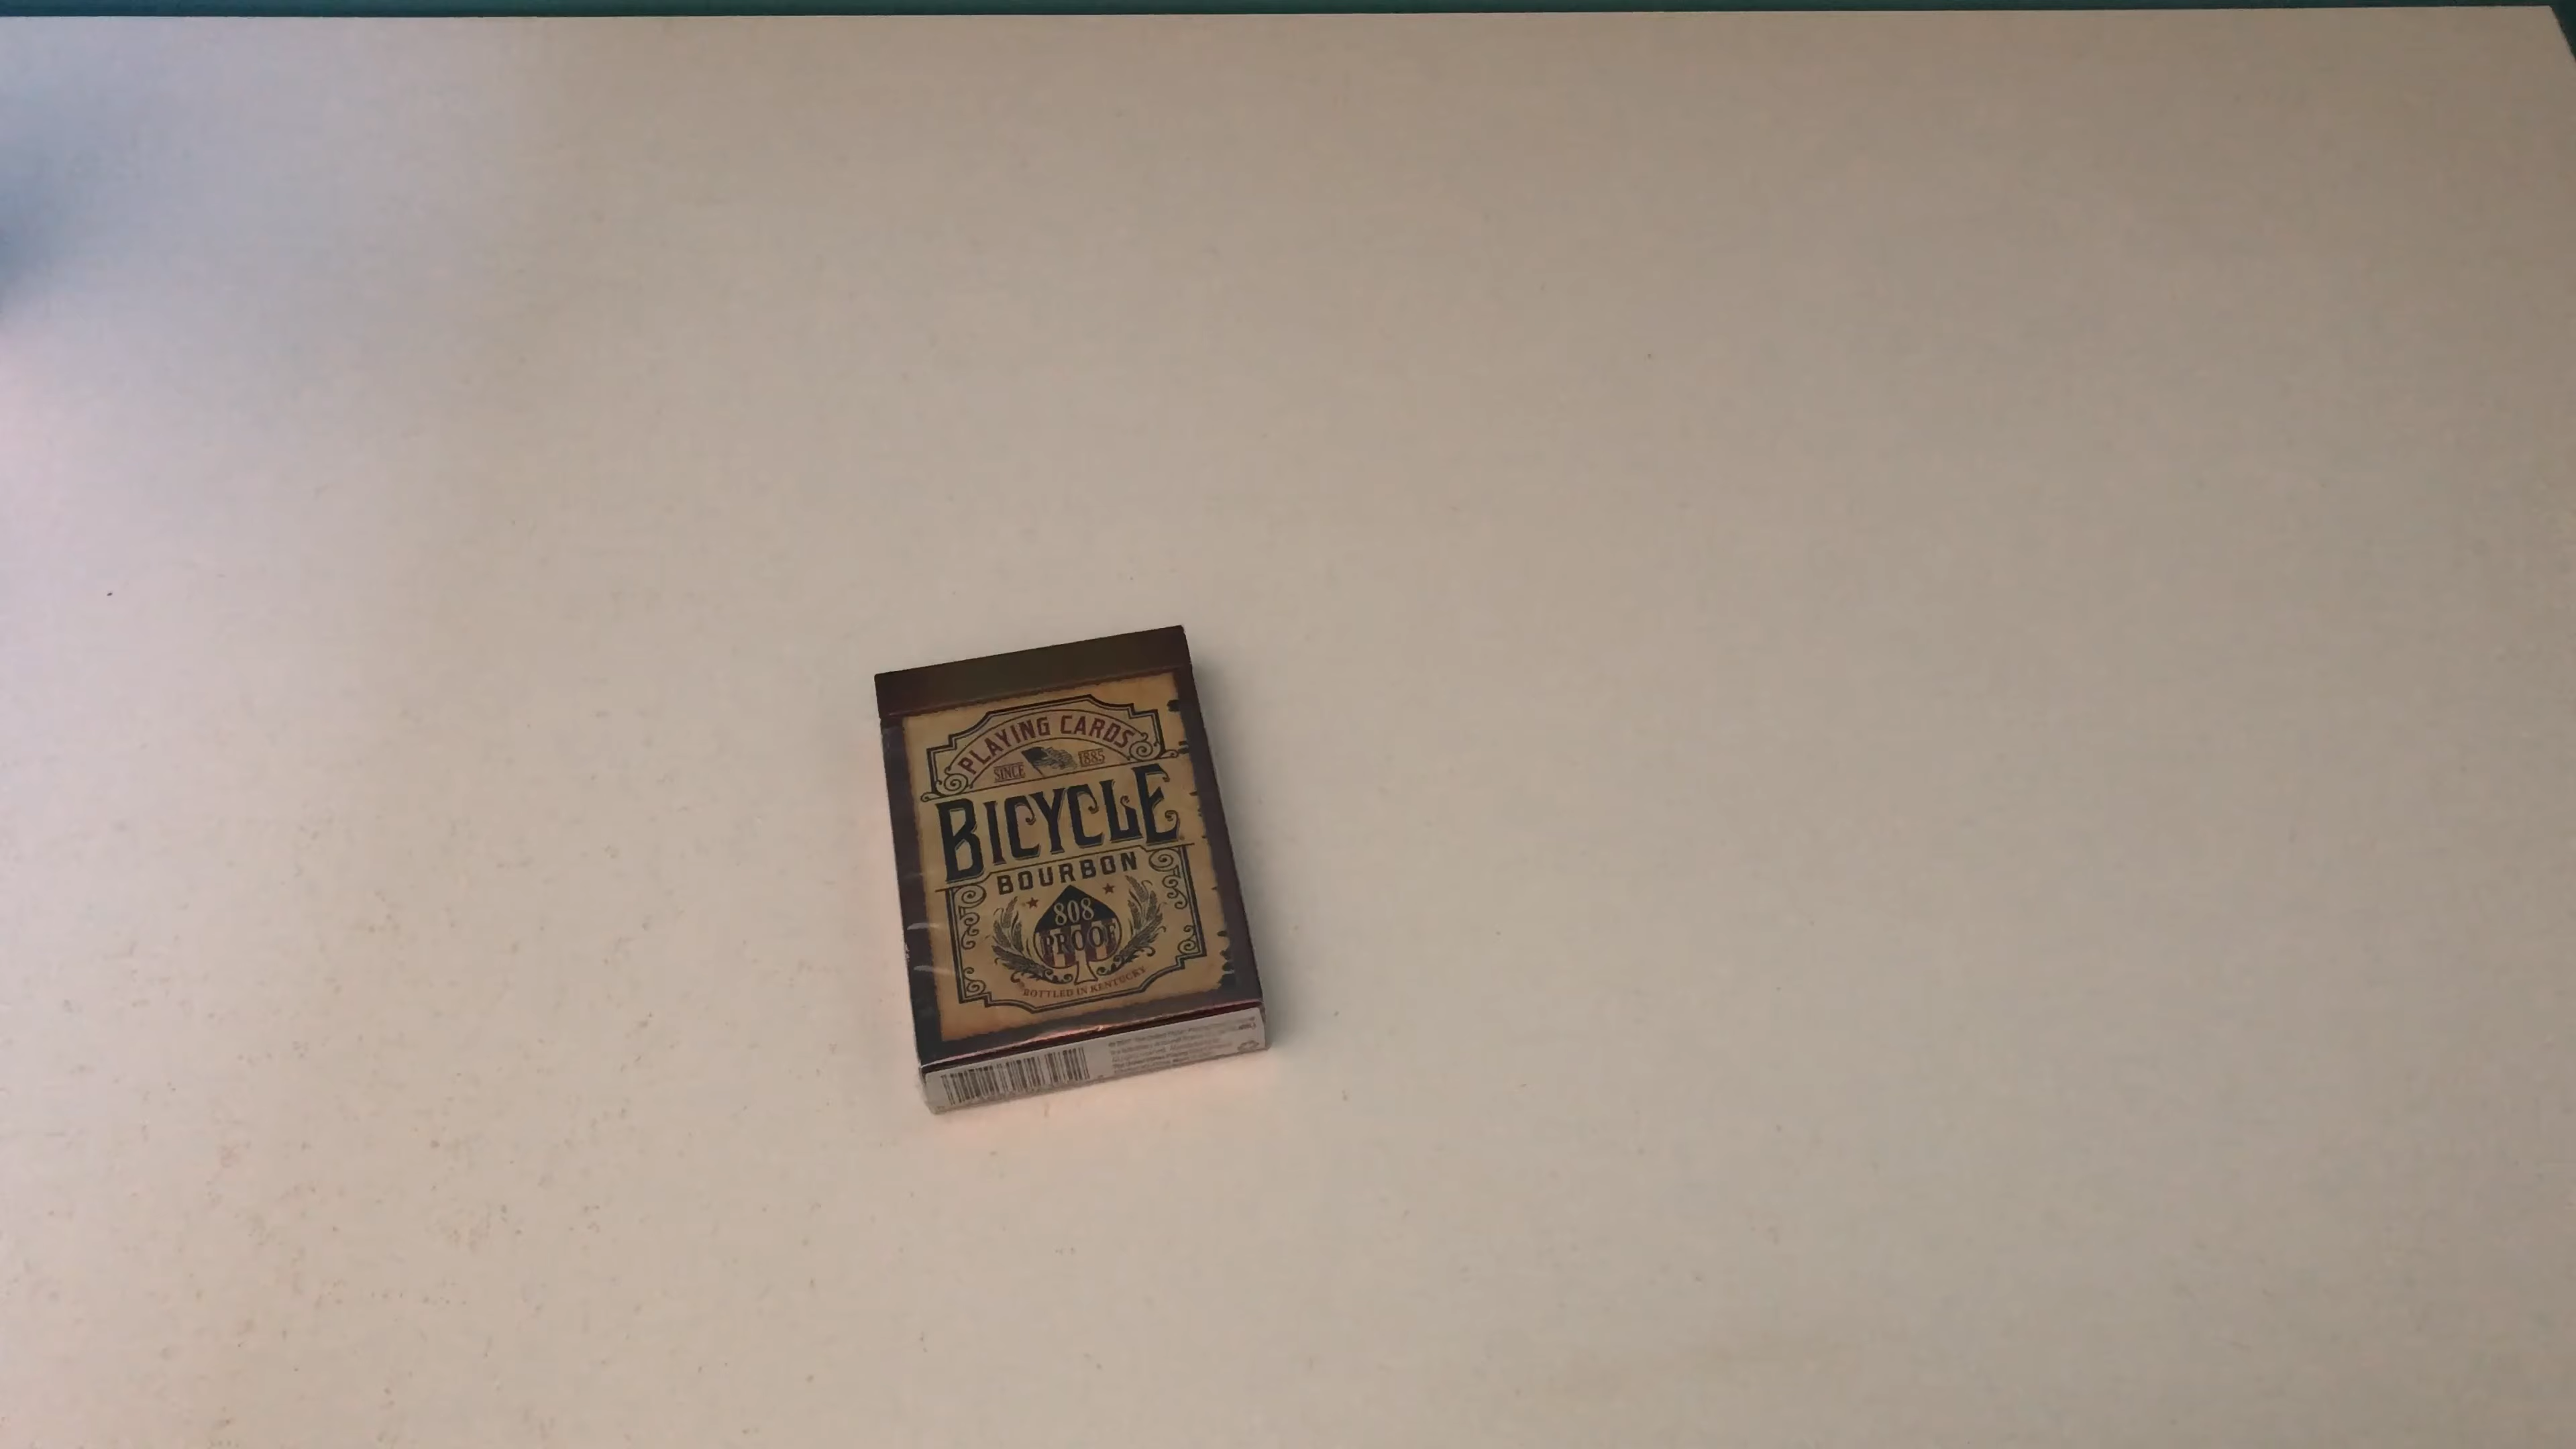 PLAYING CARDS
SINCE 1885
BICYCLE
BOURBON
808
PROOF
BOTTLED IN KENTUCKY